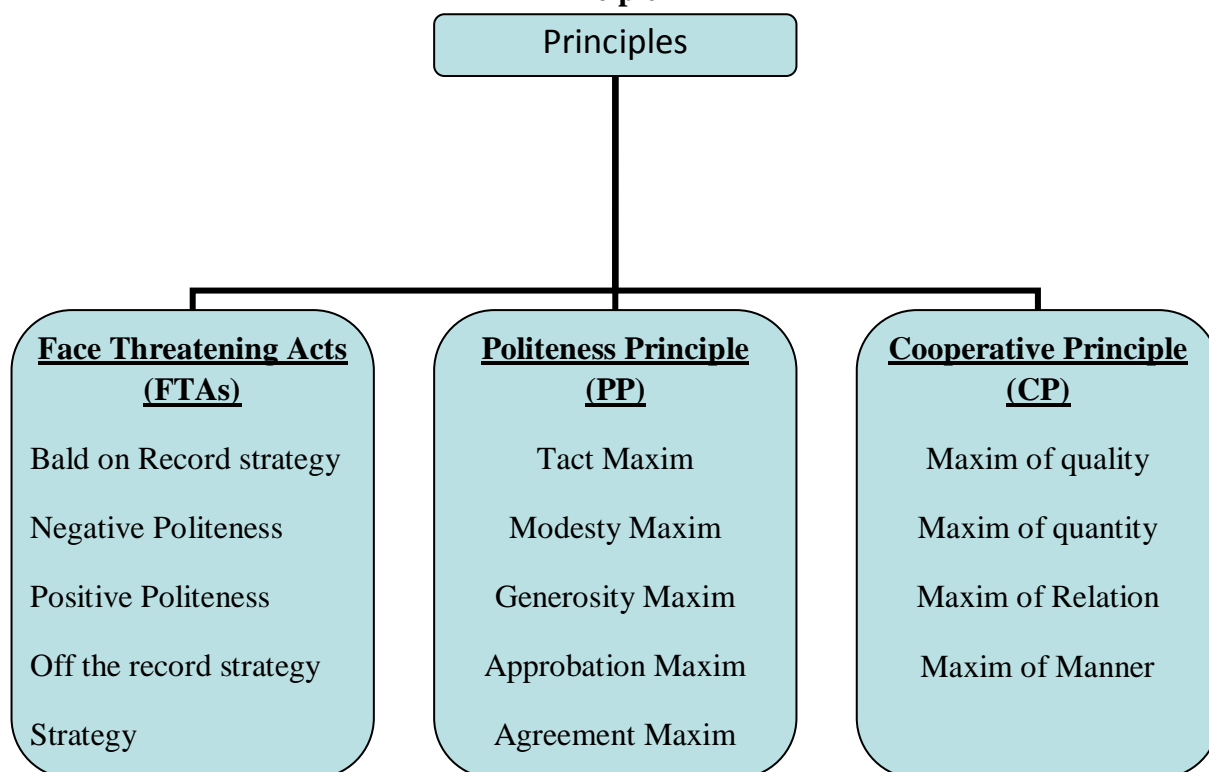 Principles
Face Threatening Acts
(FTAs)
Bald on Record strategy
Negative Politeness
Positive Politeness
Off the record strategy
Strategy
Politeness Principle
(PP)
Tact Maxim
Modesty Maxim
Generosity Maxim
Approbation Maxim
Agreement Maxim
Cooperative Principle
(CP)
Maxim of quality
Maxim of quantity
Maxim of Relation
Maxim of Manner